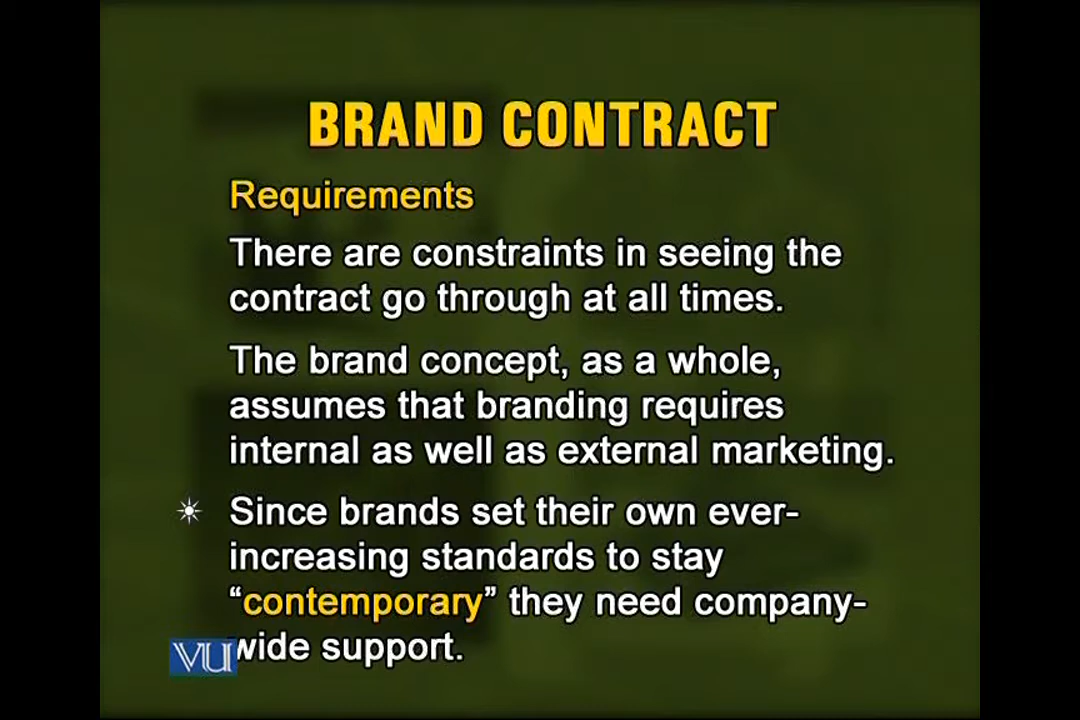 BRAND CONTRACT
Requirements
There are constraints in seeing the
contract go through at all times.
The brand concept, as a whole,
assumes that branding requires
internal as well as external marketing.
Since brands set their own ever-
increasing standards to stay
“contemporary” they need company-
wide support.
VU